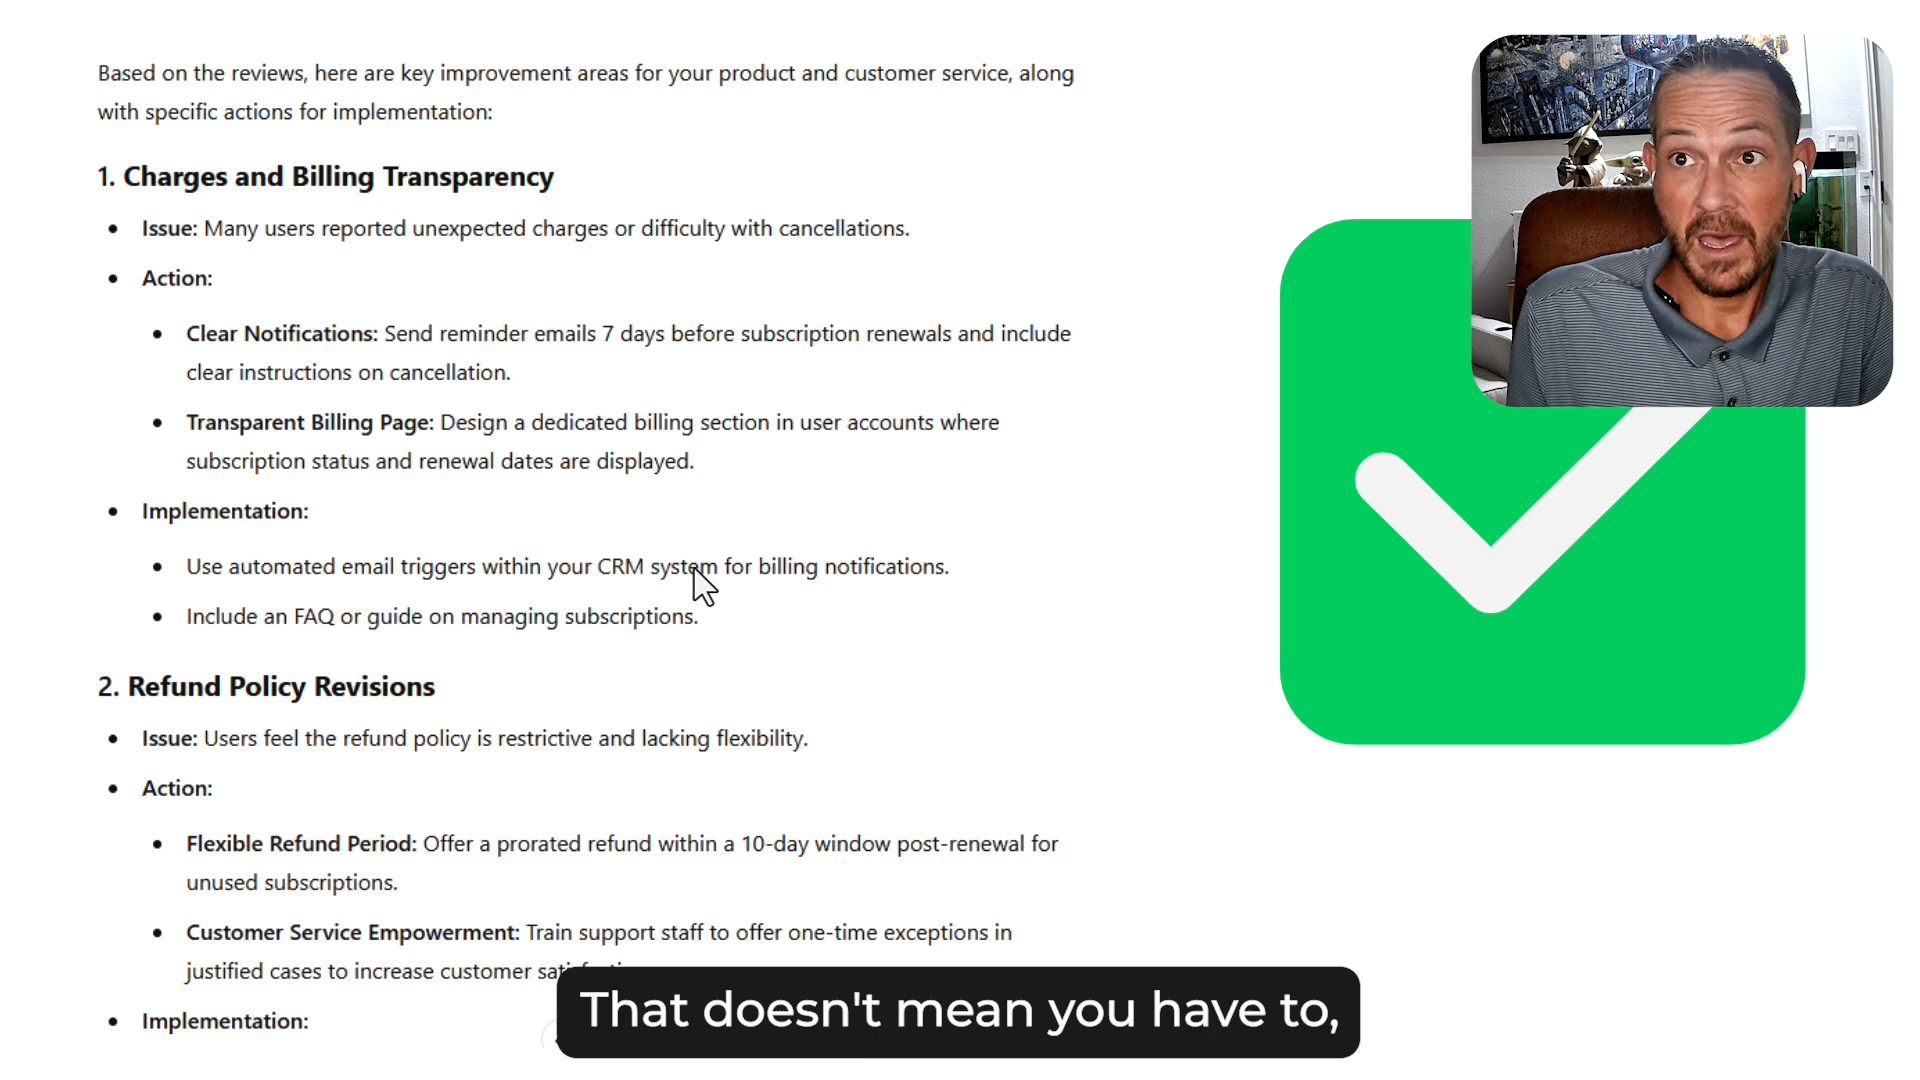 Based on the reviews, here are key improvement areas for your product and customer service, along
with specific actions for implementation:
1. Charges and Billing Transparency
• Issue: Many users reported unexpected charges or difficulty with cancellations.
• Action:
• Clear Notifications: Send reminder emails 7 days before subscription renewals and include
clear instructions on cancellation.
• Transparent Billing Page: Design a dedicated billing section in user accounts where
subscription status and renewal dates are displayed.
• Implementation:
• Use automated email triggers within your CRM system for billing notifications.
• Include an FAQ or guide on managing subscriptions.
2. Refund Policy Revisions
• Issue: Users feel the refund policy is restrictive and lacking flexibility.
• Action:
• Flexible Refund Period: Offer a prorated refund within a 10-day window post-renewal for
unused subscriptions.
• Customer Service Empowerment: Train support staff to offer one-time exceptions in
justified cases to increase customer
• Implementation:
That doesn't mean you have to,